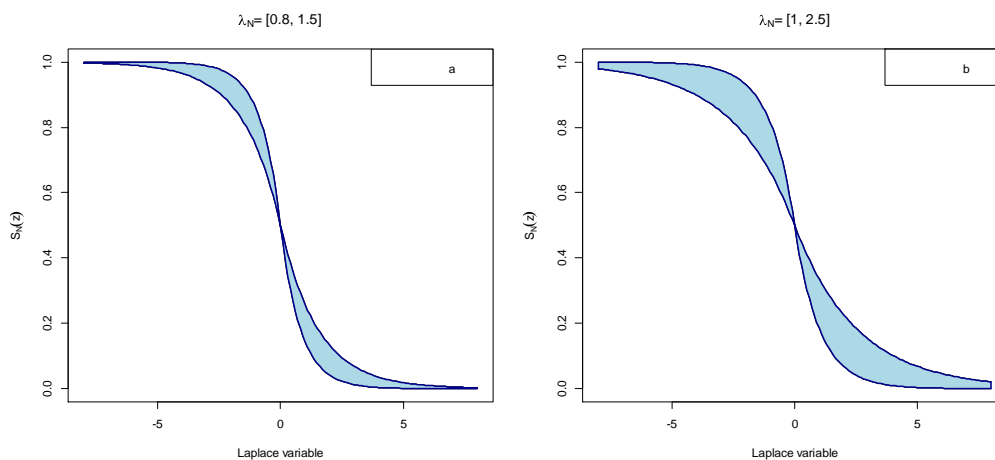 λN= [0.8, 1.5]
a
SN(z)
1.0
0.8
0.6
0.4
0.2
0.0
-5
0
5
Laplace variable
λN= [1, 2.5]
b
SN(z)
1.0
0.8
0.6
0.4
0.2
0.0
-5
0
5
Laplace variable